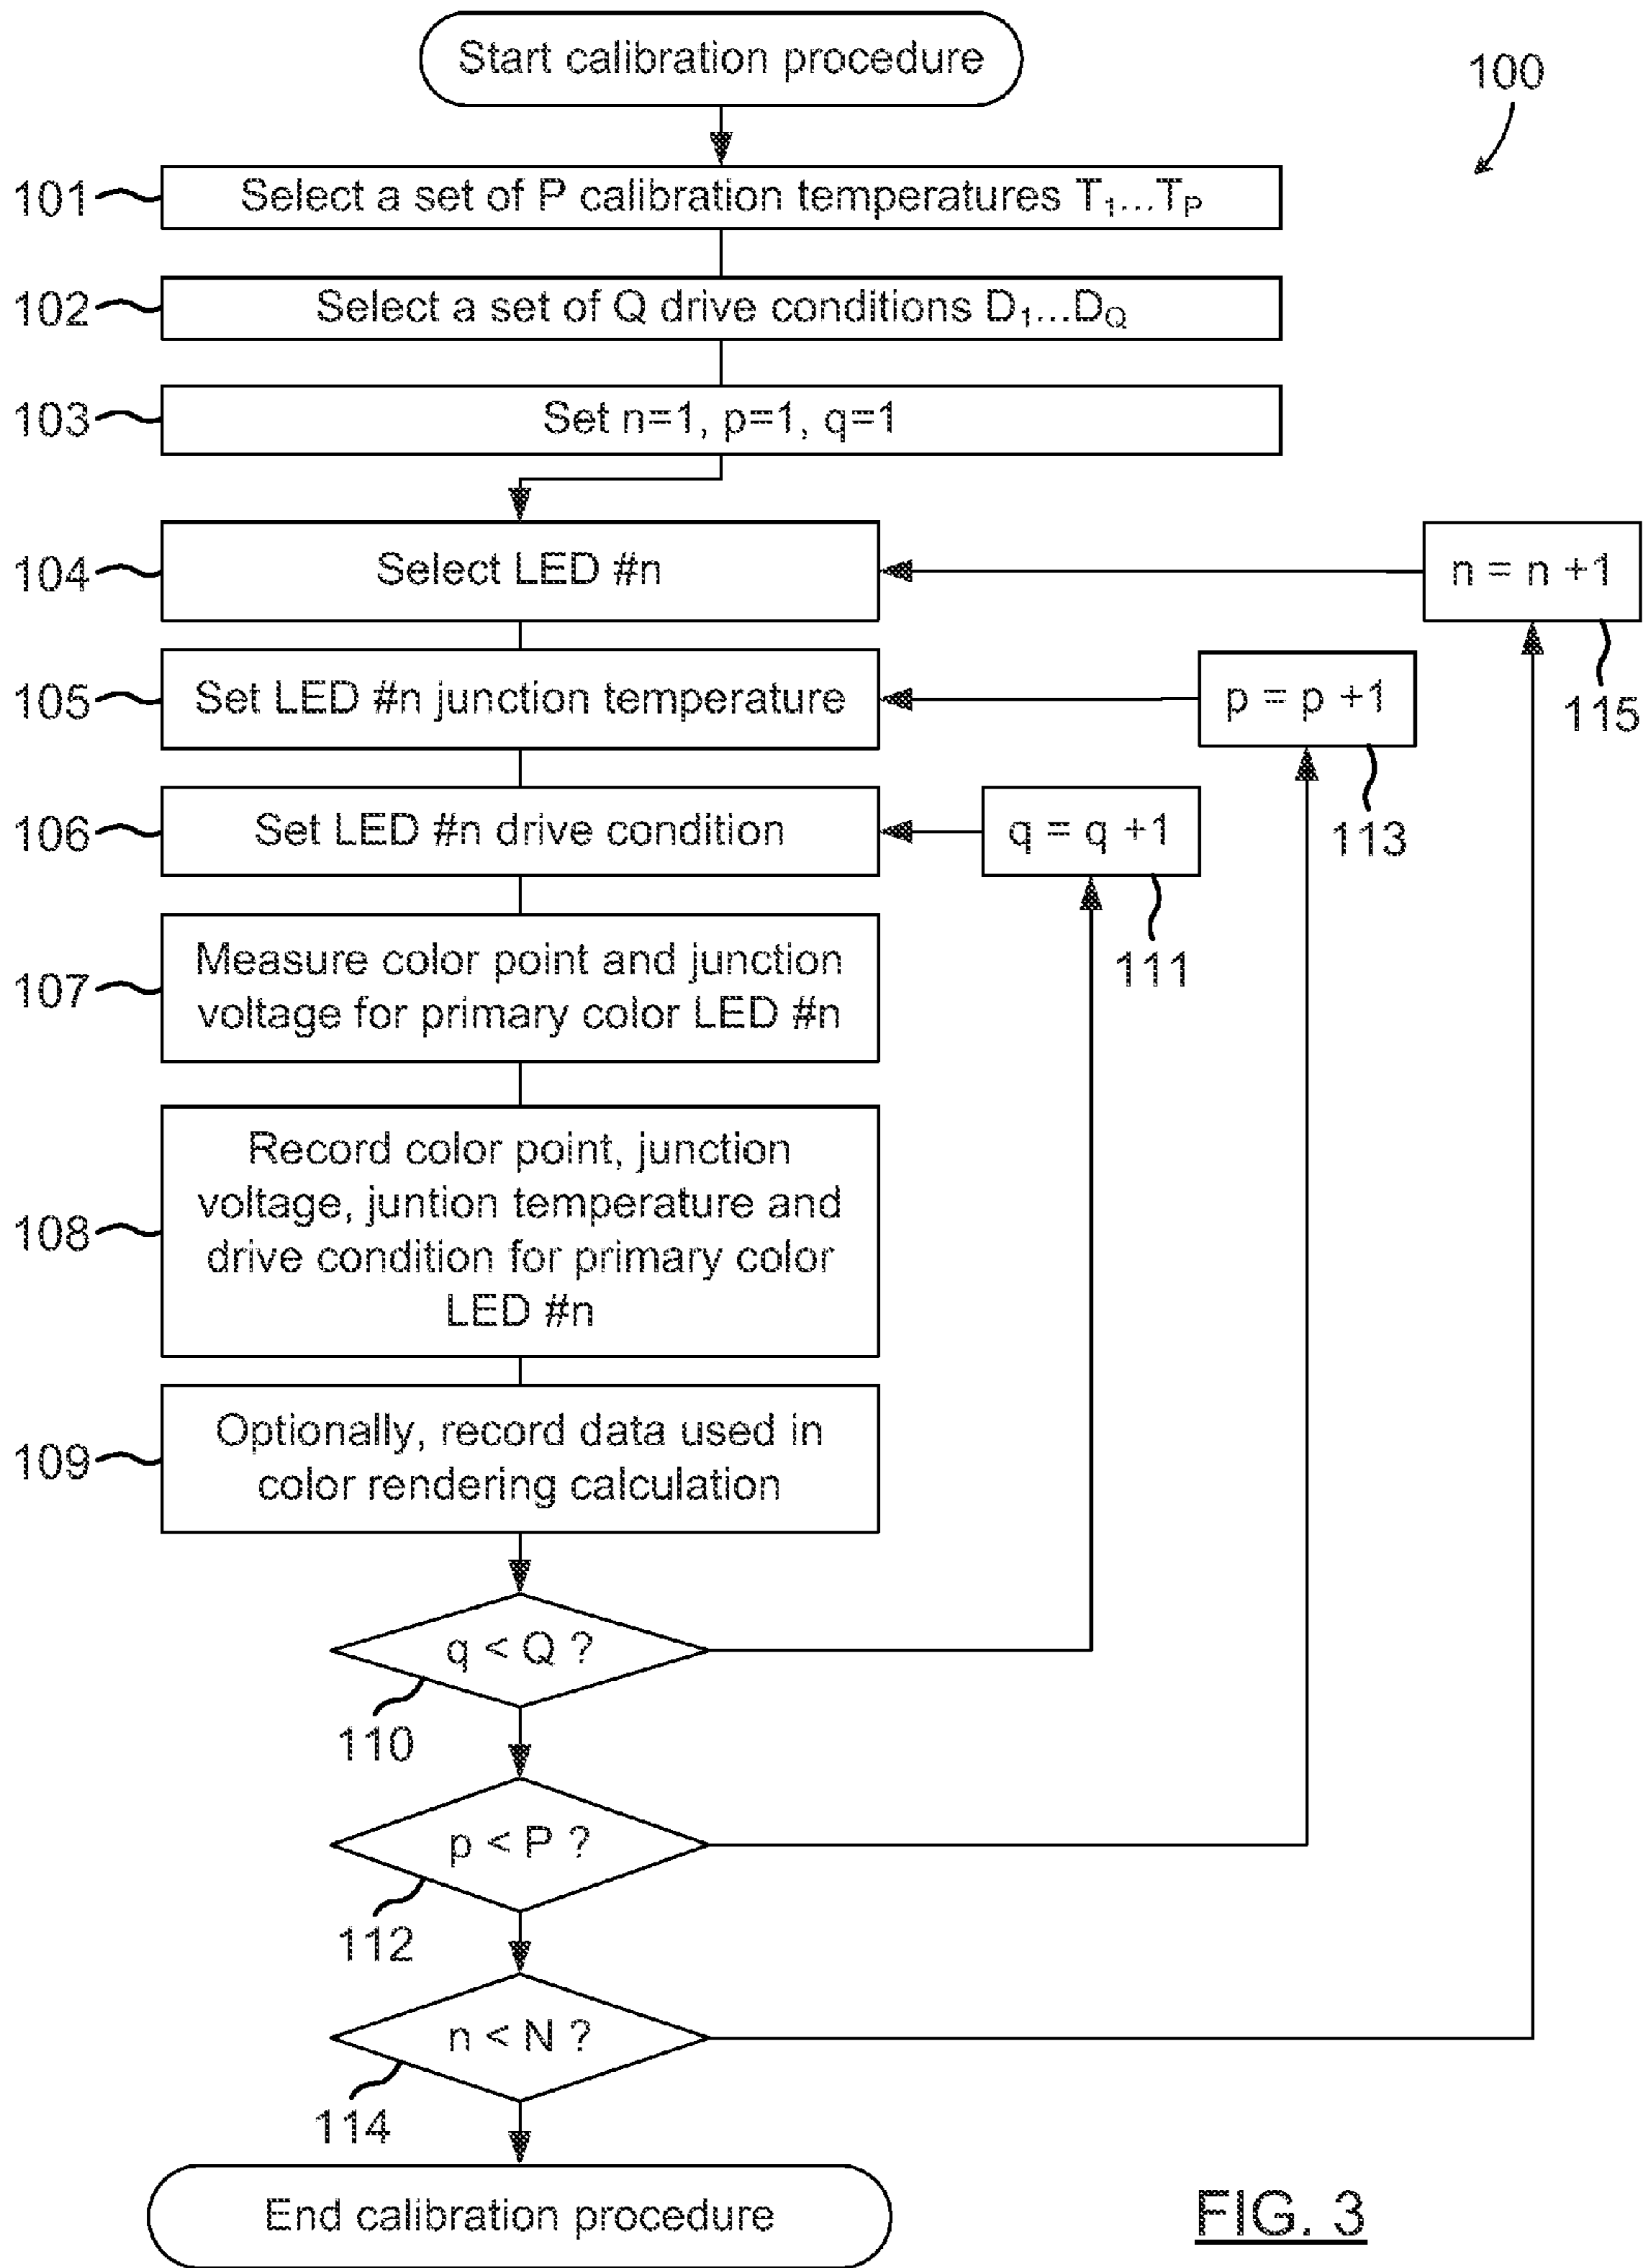 Start calibration procedure
100
101
Select a set of P calibration temperatures T₁...Tₚ
102
Select a set of Q drive conditions D₁...D_Q
103
Set n=1, p=1, q=1
104
Select LED #n
n = n +1
115
105
Set LED #n junction temperature
p = p +1
113
106
Set LED #n drive condition
q = q +1
111
107
Measure color point and junction
voltage for primary color LED #n
108
Record color point, junction
voltage, juntion temperature and
drive condition for primary color
LED #n
109
Optionally, record data used in
color rendering calculation
q < Q ?
110
p < P ?
112
n < N ?
114
End calibration procedure
FIG. 3